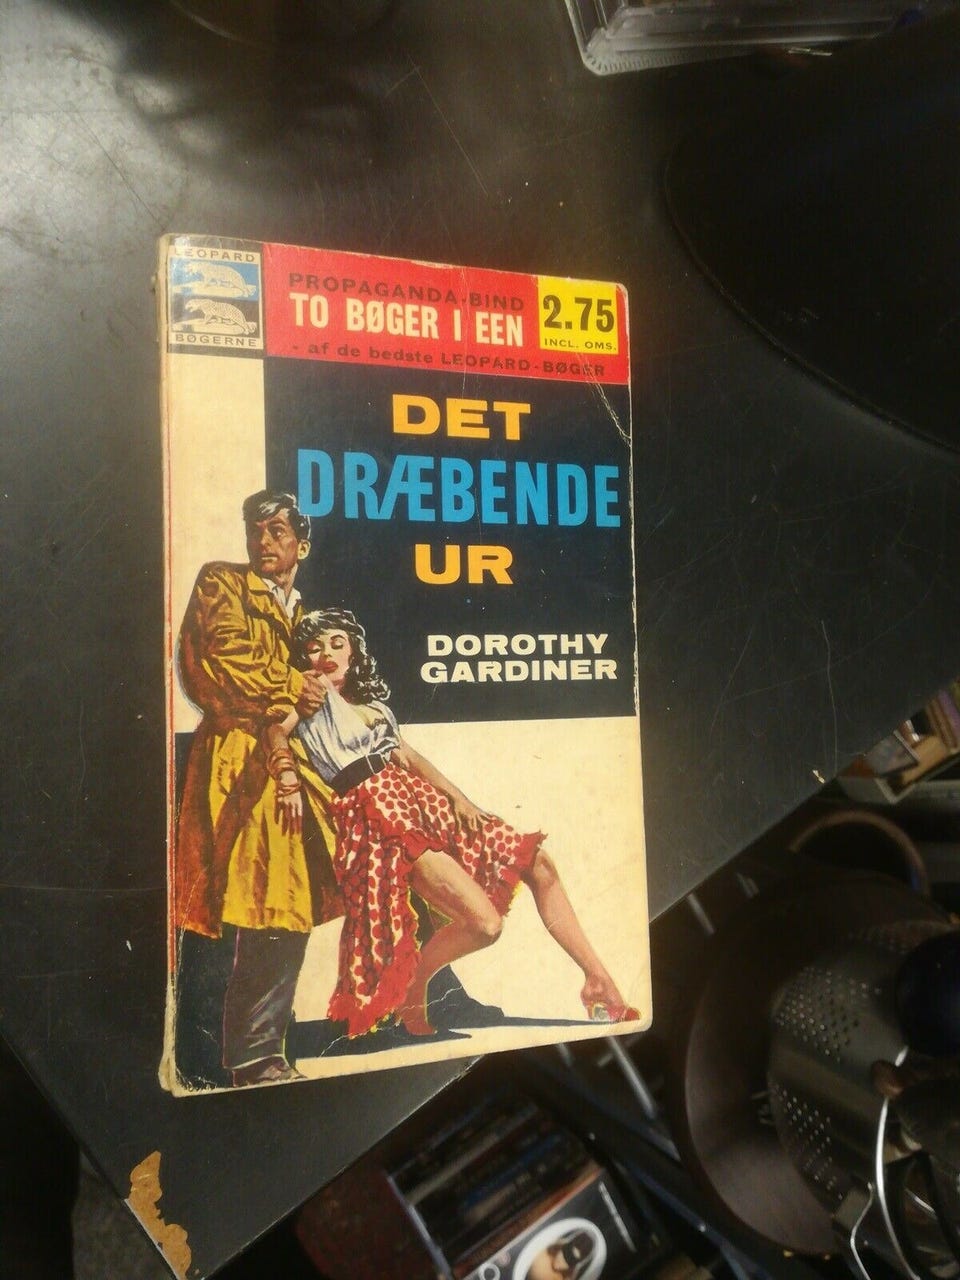 LEOPARD
BØGERNE
PROPAGANDA-BIND
TO BØGER I EEN
- af de bedste LEOPARD-BØGER
2.75
INCL. OMS.
DET
DRÆBENDE
UR
DOROTHY
GARDINER